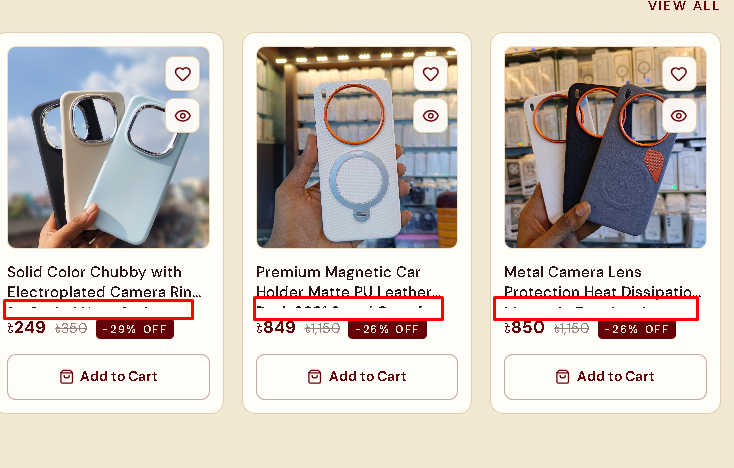 VIEW ALL
Solid Color Chubby with
Electroplated Camera Rin...
৳249 ৳350 -29% OFF
Add to Cart
Premium Magnetic Car
Holder Matte PU Leather...
৳849 ৳1,150 -26% OFF
Add to Cart
Metal Camera Lens
Protection Heat Dissipatio...
৳850 ৳1,150 -26% OFF
Add to Cart